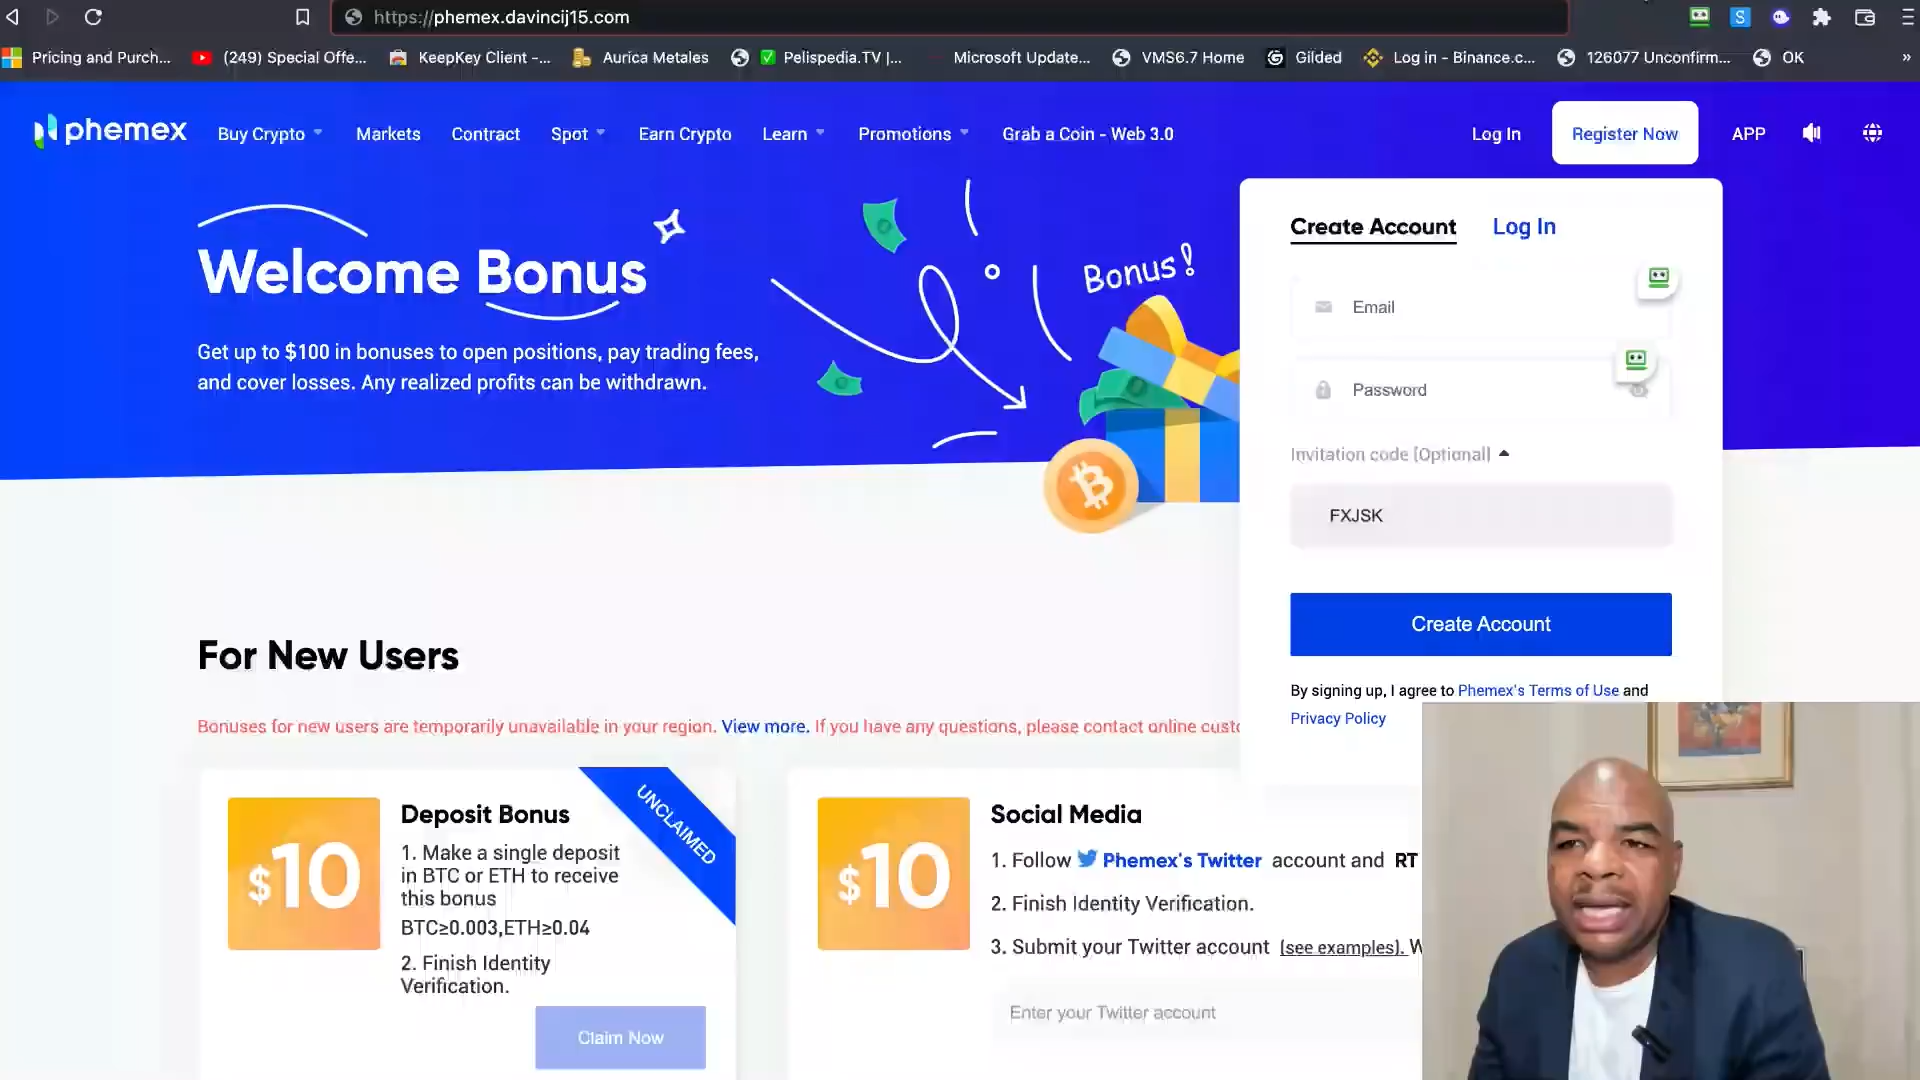 https://phemex.davincij15.com
Pricing and Purch...
(249) Special Offe...
KeepKey Client -...
Aurica Metales
Pelispedia.TV |...
Microsoft Update...
VMS6.7 Home
Gilded
Log in - Binance.c...
126077 Unconfirm...
OK
»
phemex
Buy Crypto
Markets
Contract
Spot
Earn Crypto
Learn
Promotions
Grab a Coin - Web 3.0
Log In
Register Now
APP
Welcome Bonus
Get up to $100 in bonuses to open positions, pay trading fees,
and cover losses. Any realized profits can be withdrawn.
Bonus!
Create Account
Log In
Email
Password
Invitation code [Optional]
FXJSK
Create Account
By signing up, I agree to Phemex's Terms of Use and
Privacy Policy
For New Users
Bonuses for new users are temporarily unavailable in your region. View more. If you have any questions, please contact online custo
$10
Deposit Bonus
1. Make a single deposit
in BTC or ETH to receive
this bonus
BTC≥0.003,ETH≥0.04
2. Finish Identity
Verification.
UNCLAIMED
Claim Now
$10
Social Media
1. Follow Phemex's Twitter account and RT
2. Finish Identity Verification.
3. Submit your Twitter account (see examples). W
Enter your Twitter account